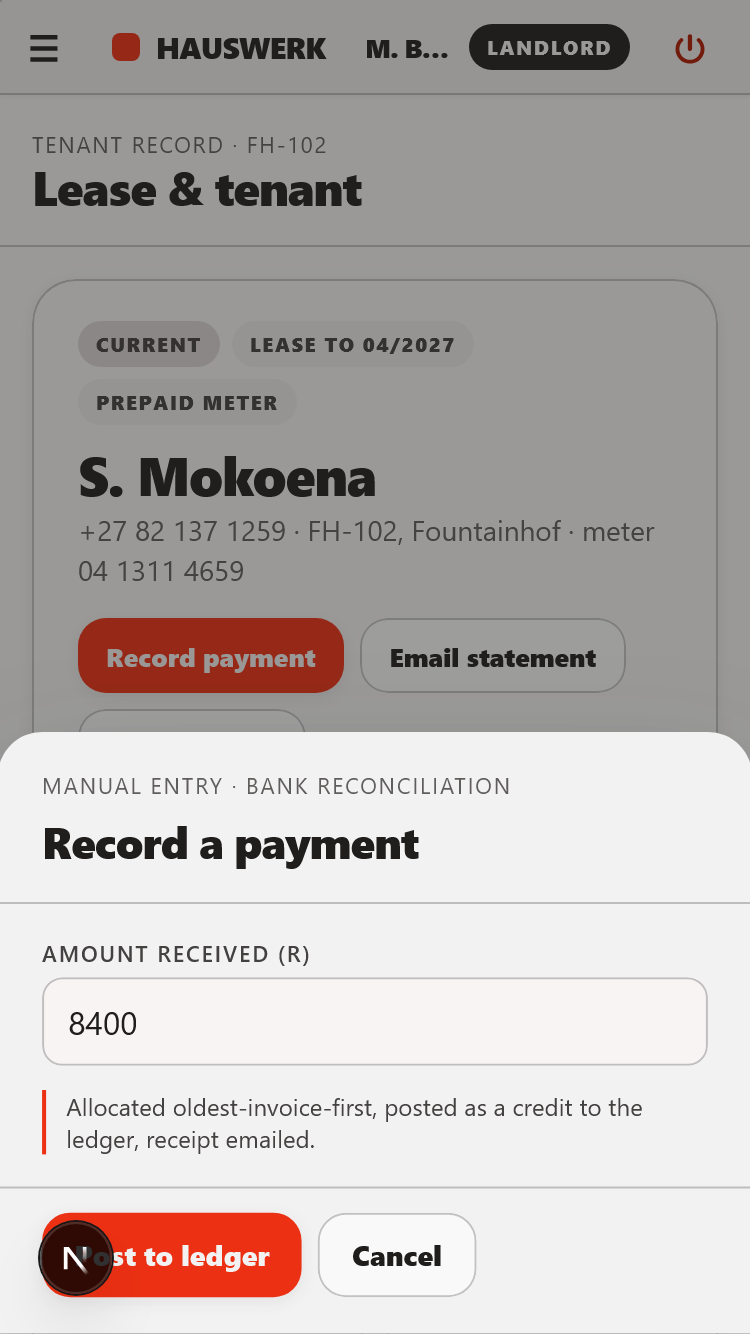 HAUSWERK M. B... LANDLORD
TENANT RECORD · FH-102
Lease & tenant
CURRENT LEASE TO 04/2027
PREPAID METER
S. Mokoena
+27 82 137 1259 · FH-102, Fountainhof · meter
04 1311 4659
Record payment Email statement
MANUAL ENTRY · BANK RECONCILIATION
Record a payment
AMOUNT RECEIVED (R)
8400
Allocated oldest-invoice-first, posted as a credit to the
ledger, receipt emailed.
Post to ledger Cancel
N